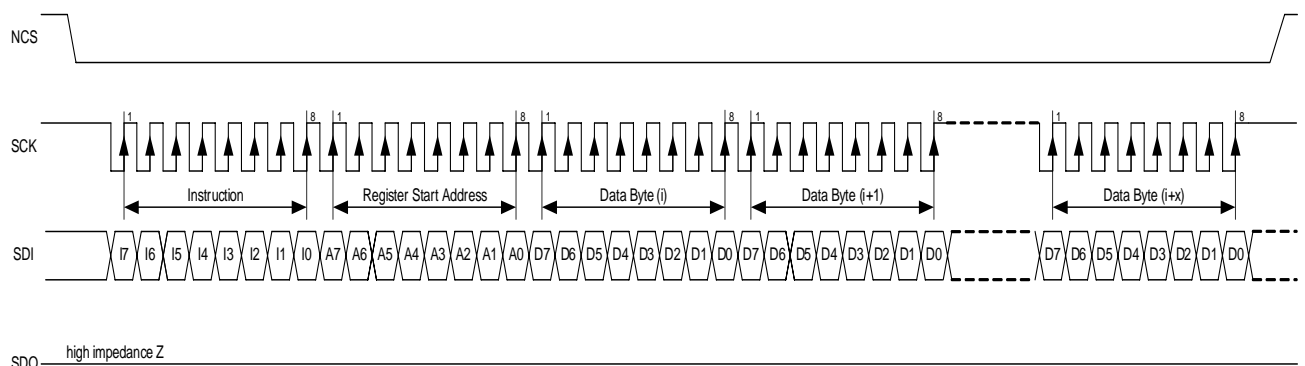 NCS
1 8 1 8 1 8 1 8 1 8
SCK
Instruction Register Start Address Data Byte (i) Data Byte (i+1) Data Byte (i+x)
SDI I7 I6 I5 I4 I3 I2 I1 I0 A7 A6 A5 A4 A3 A2 A1 A0 D7 D6 D5 D4 D3 D2 D1 D0 D7 D6 D5 D4 D3 D2 D1 D0 D7 D6 D5 D4 D3 D2 D1 D0
high impedance Z
SDO